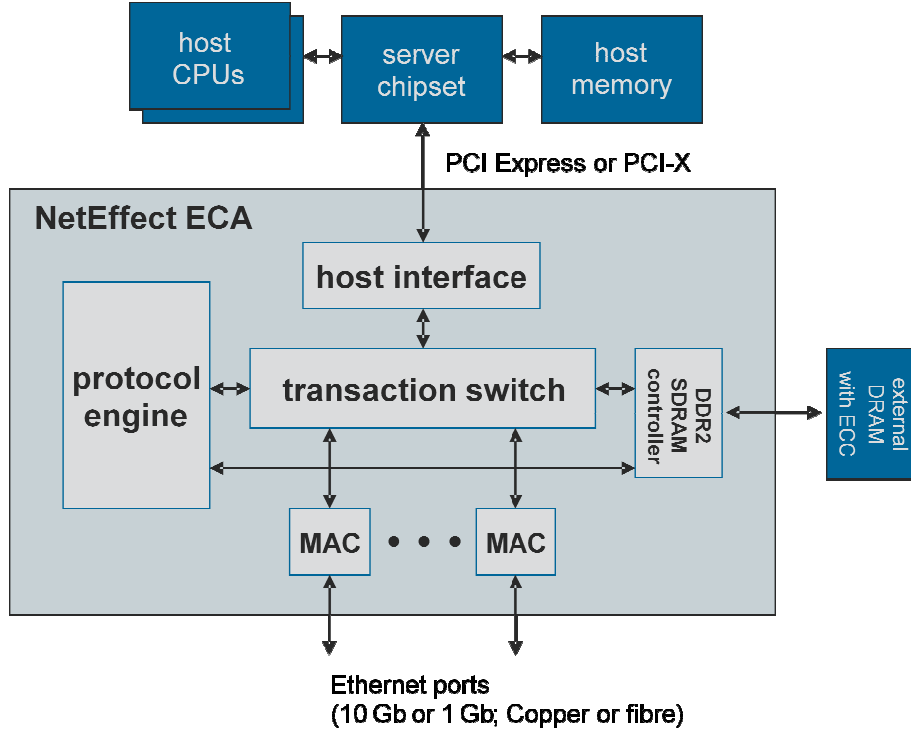 host
CPUs
server
chipset
host
memory
PCI Express or PCI-X
NetEffect ECA
host interface
protocol
engine
transaction switch
DDR2
SDRAM
controller
external
DRAM
with ECC
MAC
• • •
MAC
Ethernet ports
(10 Gb or 1 Gb; Copper or fibre)